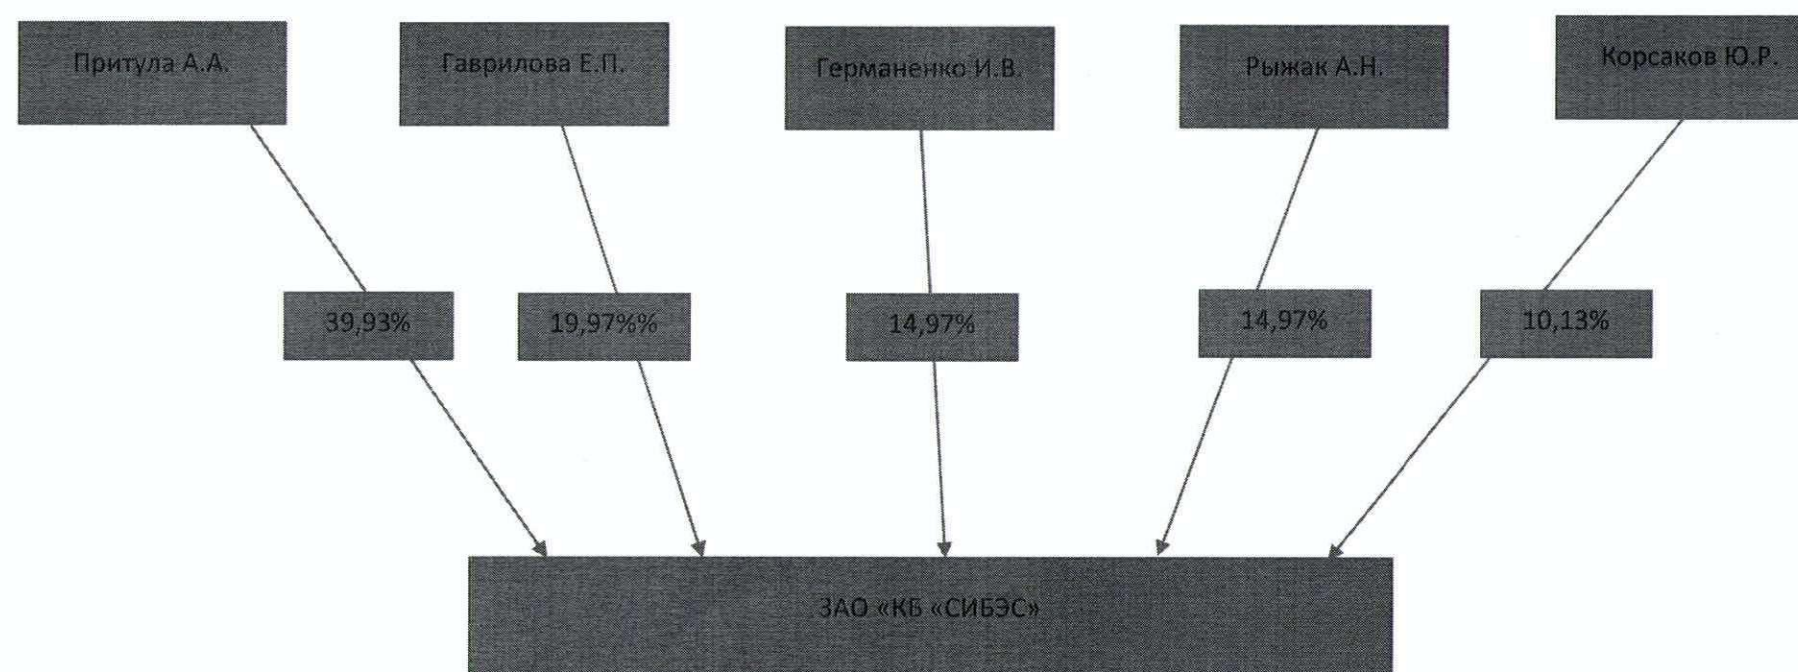 Притула А.А.
Гаврилова Е.П.
Германенко И.В.
Рыжак А.Н.
Корсаков Ю.Р.
39,93%
19,97%%
14,97%
14,97%
10,13%
ЗАО «КБ «СИБЭС»